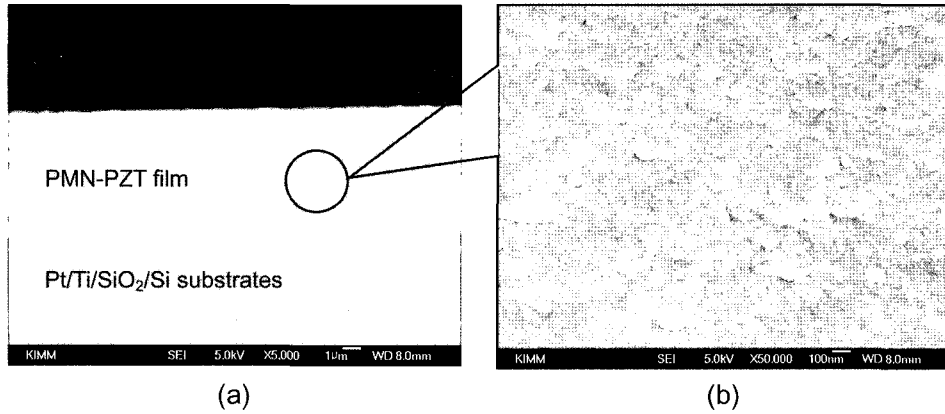 PMN-PZT film
Pt/Ti/SiO₂/Si substrates
KIMM SEI 5.0kV X5,000 1μm WD 8.0mm
KIMM SEI 5.0kV X50,000 100nm WD 8.0mm
(a)
(b)